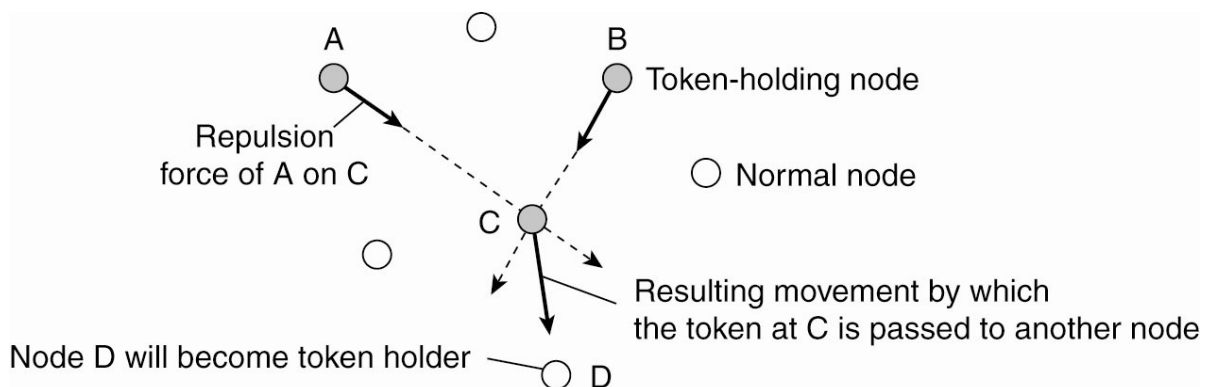 A
B
Token-holding node
Repulsion
force of A on C
Normal node
C
Resulting movement by which
the token at C is passed to another node
Node D will become token holder
D